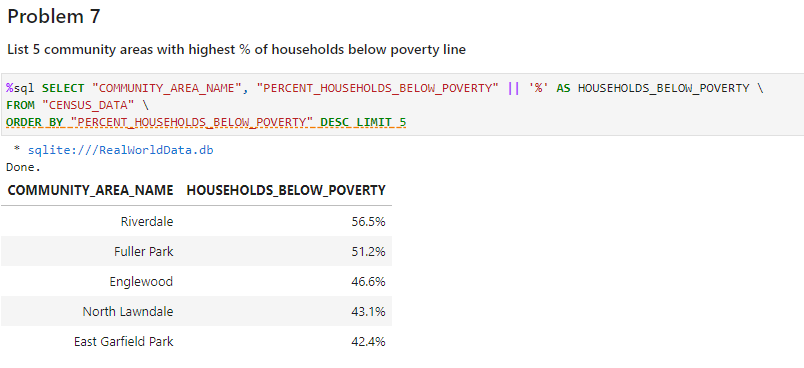 Problem 7
List 5 community areas with highest % of households below poverty line
%sql SELECT "COMMUNITY_AREA_NAME", "PERCENT_HOUSEHOLDS_BELOW_POVERTY" || '%' AS HOUSEHOLDS_BELOW_POVERTY \
FROM "CENSUS_DATA" \
ORDER BY "PERCENT_HOUSEHOLDS_BELOW_POVERTY" DESC LIMIT 5
* sqlite:///RealWorldData.db
Done.
COMMUNITY_AREA_NAME HOUSEHOLDS_BELOW_POVERTY
Riverdale 56.5%
Fuller Park 51.2%
Englewood 46.6%
North Lawndale 43.1%
East Garfield Park 42.4%